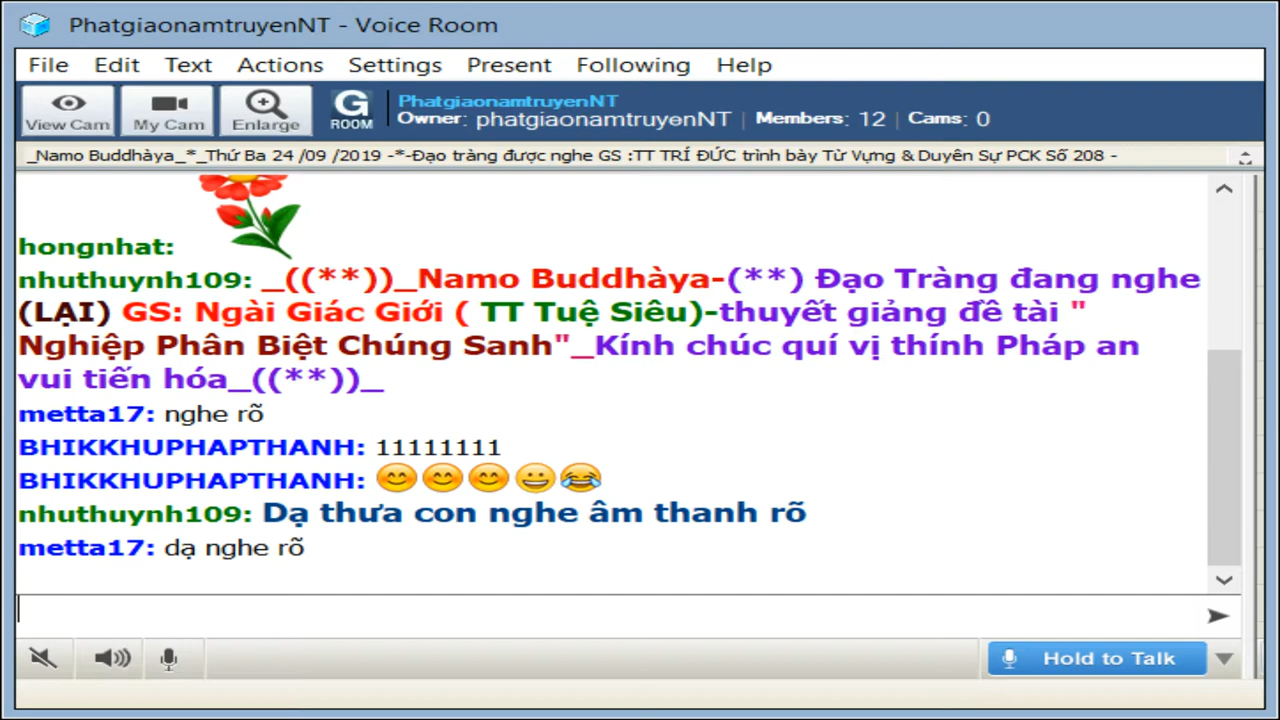 PhatgiaonamtruyenNT - Voice Room
File Edit Text Actions Settings Present Following Help
View Cam My Cam Enlarge G ROOM PhatgiaonamtruyenNT
Owner: phatgiaonamtruyenNT | Members: 12 | Cams: 0
_Namo Buddhàya_*_Thứ Ba 24 /09 /2019 -*-Đạo tràng được nghe GS :TT TRÍ ĐỨC trình bày Từ Vựng & Duyên Sự PCK Số 208 -
hongnhat:
nhuthuynh109: _((**))_Namo Buddhàya-(**) Đạo Tràng đang nghe
(LẠI) GS: Ngài Giác Giới ( TT Tuệ Siêu)-thuyết giảng đề tài "
Nghiệp Phân Biệt Chúng Sanh"_Kính chúc quí vị thính Pháp an
vui tiến hóa_((**))_
metta17: nghe rõ
BHIKKHUPHAPTHANH: 11111111
BHIKKHUPHAPTHANH: 😊😊😊😀😂
nhuthuynh109: Dạ thưa con nghe âm thanh rõ
metta17: dạ nghe rõ
Hold to Talk